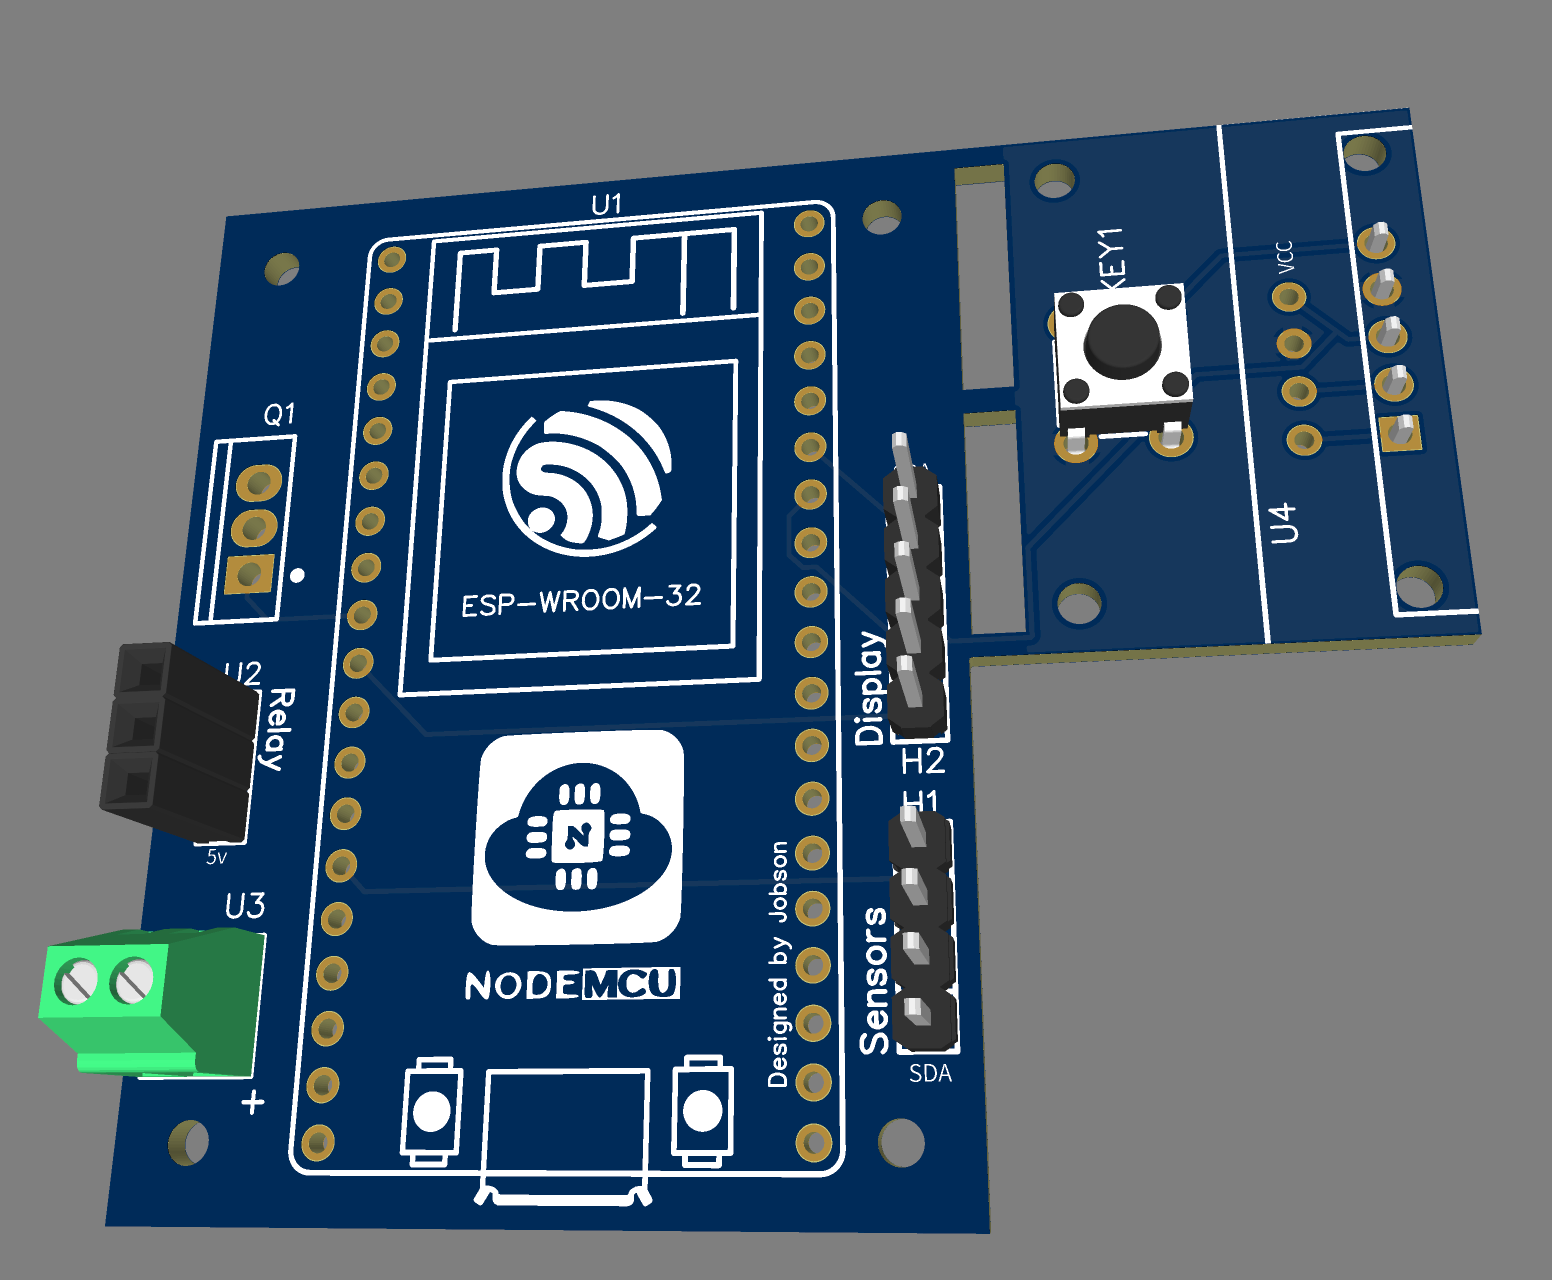 U1
KEY1
VCC
Q1
U4
ESP-WROOM-32
U2
Relay
Display
H2
H1
5v
U3
Designed by Jobson
Sensors
NODEMCU
SDA
+